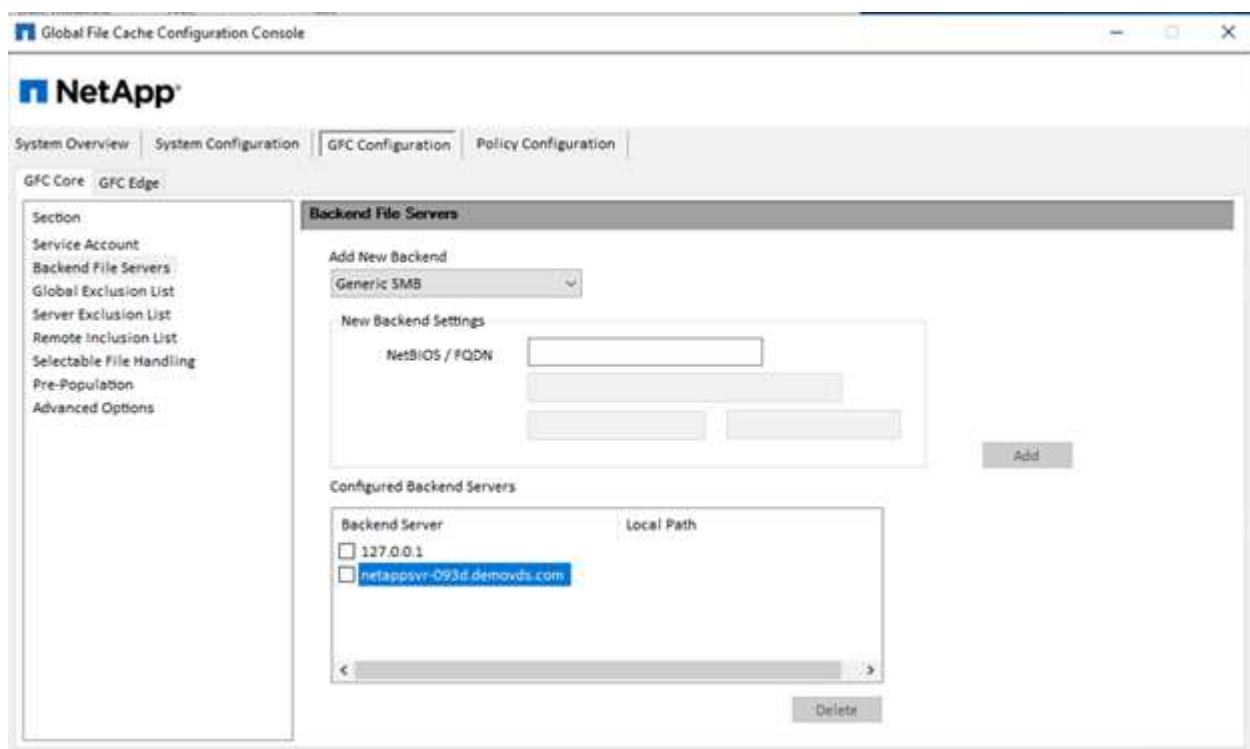 Global File Cache Configuration Console
NetApp
System Overview System Configuration GFC Configuration Policy Configuration
GFC Core GFC Edge
Section
Service Account
Backend File Servers
Global Exclusion List
Server Exclusion List
Remote Inclusion List
Selectable File Handling
Pre-Population
Advanced Options
Backend File Servers
Add New Backend
Generic SMB
New Backend Settings
NetBIOS / FQDN
Add
Configured Backend Servers
Backend Server Local Path
127.0.0.1
netappsvr-093d.demovds.com
Delete